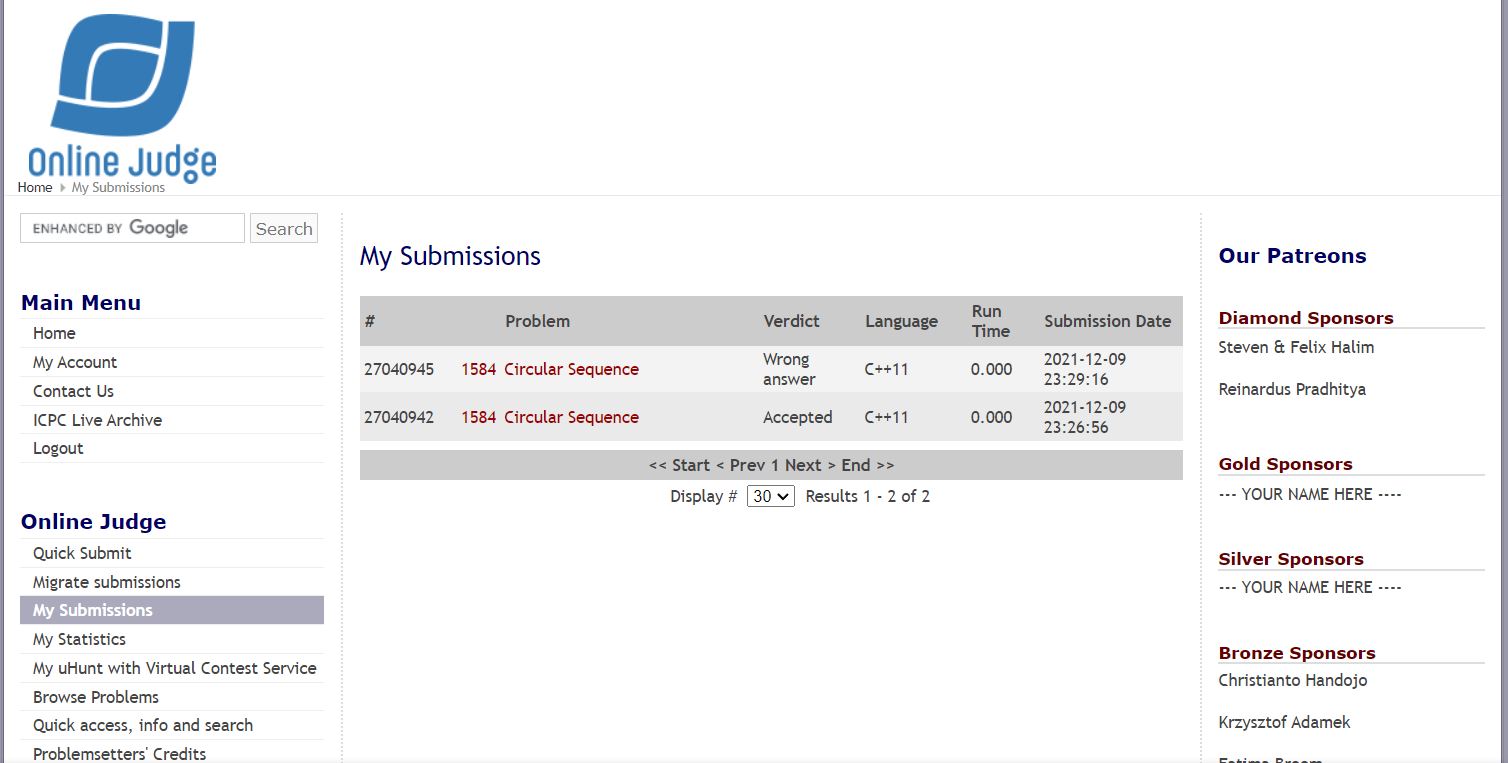 Online Judge
Home My Submissions
ENHANCED BY Google Search
Main Menu
Home
My Account
Contact Us
ICPC Live Archive
Logout
Online Judge
Quick Submit
Migrate submissions
My Submissions
My Statistics
My uHunt with Virtual Contest Service
Browse Problems
Quick access, info and search
Problemsetters' Credits
My Submissions
# Problem Verdict Language Run Time Submission Date
27040945 1584 Circular Sequence Wrong answer C++11 0.000 2021-12-09 23:29:16
27040942 1584 Circular Sequence Accepted C++11 0.000 2021-12-09 23:26:56
<< Start < Prev 1 Next > End >>
Display # 30 Results 1 - 2 of 2
Our Patreons
Diamond Sponsors
Steven & Felix Halim
Reinardus Pradhitya
Gold Sponsors
--- YOUR NAME HERE ----
Silver Sponsors
--- YOUR NAME HERE ----
Bronze Sponsors
Christianto Handojo
Krzysztof Adamek